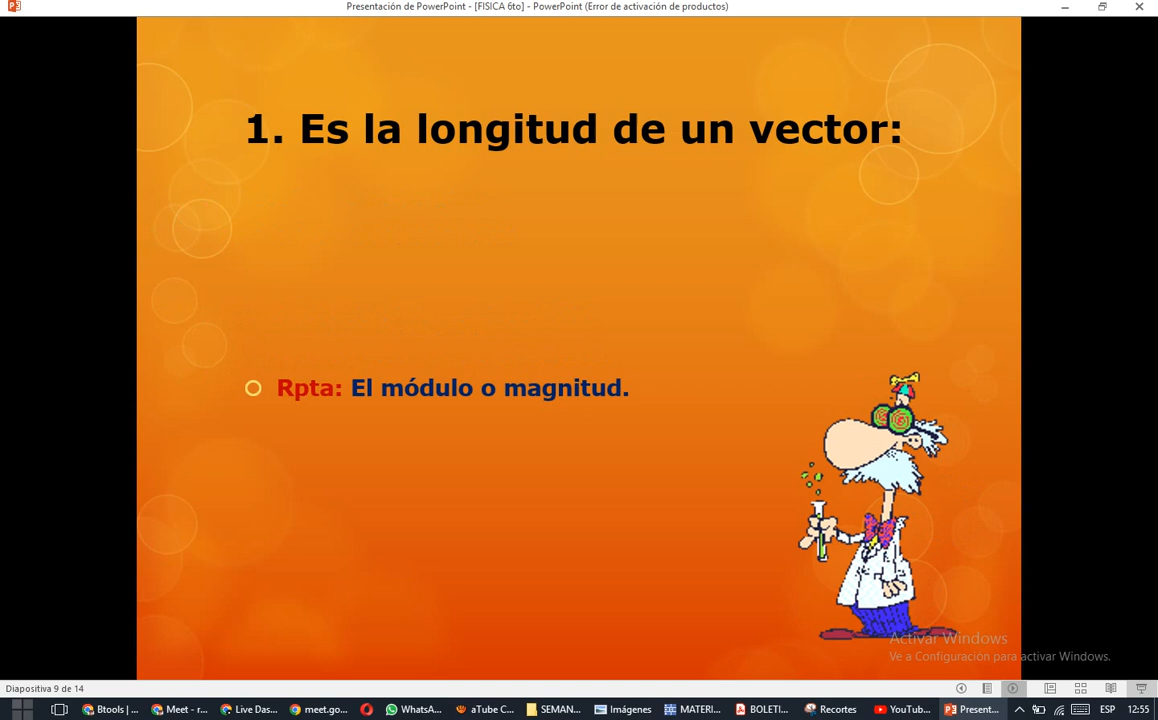 Presentación de PowerPoint - [FISICA 6to] - PowerPoint (Error de activación de productos)
1. Es la longitud de un vector:
Rpta: El módulo o magnitud.
Activar Windows
Ve a Configuración para activar Windows.
Diapositiva 9 de 14
Btools | ... Meet - r... Live Das... meet.go... WhatsA... aTube C... SEMAN... Imágenes MATERI... BOLETI... Recortes YouTub... Present... ESP 12:55